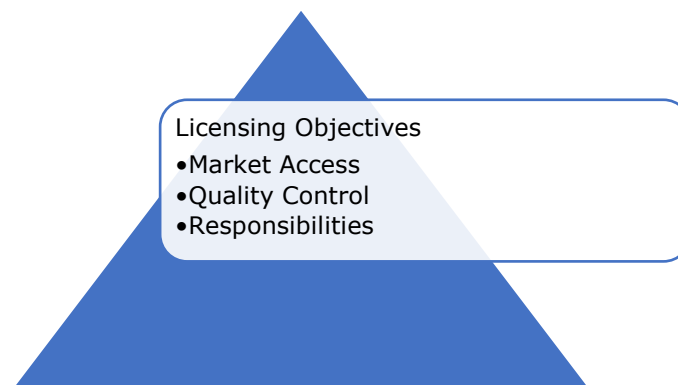 Licensing Objectives
•Market Access
•Quality Control
•Responsibilities